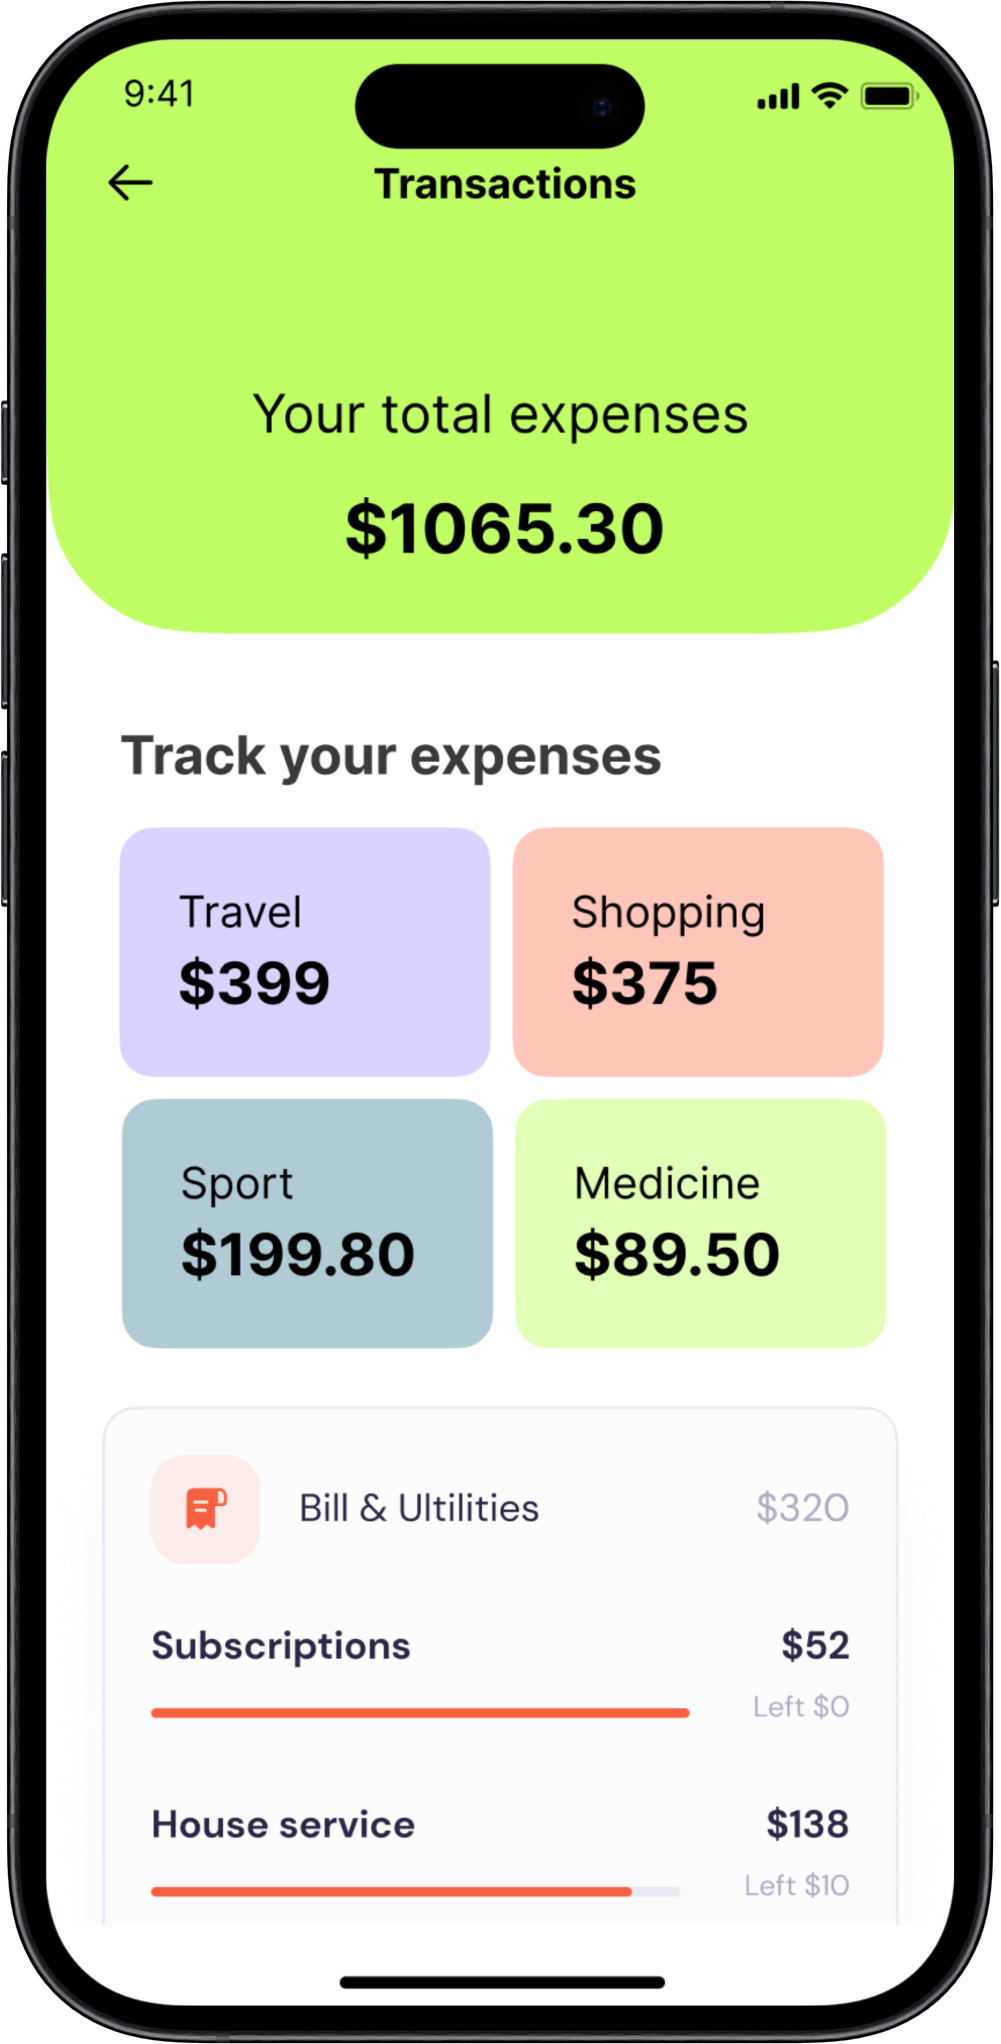 9:41
Transactions
Your total expenses
$1065.30
Track your expenses
Travel
$399
Shopping
$375
Sport
$199.80
Medicine
$89.50
Bill & Ultilities $320
Subscriptions $52
Left $0
House service $138
Left $10